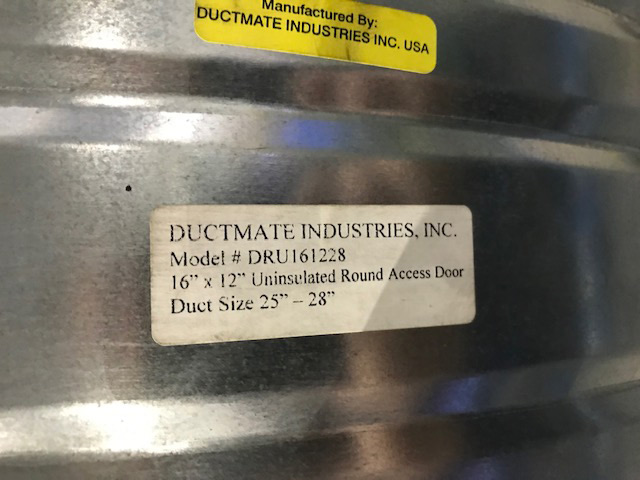 Manufactured By:
DUCTMATE INDUSTRIES INC. USA
DUCTMATE INDUSTRIES, INC.
Model # DRU161228
16” x 12” Uninsulated Round Access Door
Duct Size 25” – 28”